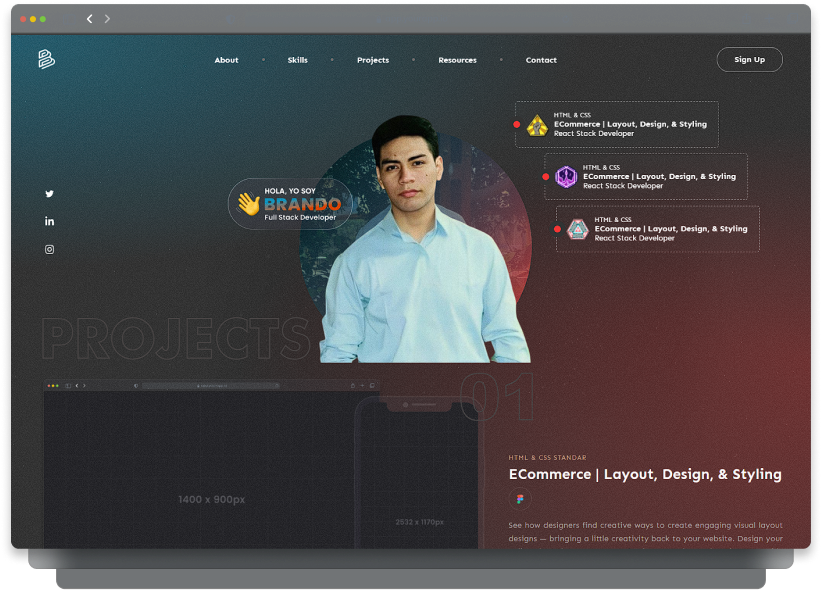 About
Skills
Projects
Resources
Contact
Sign Up
HTML & CSS
ECommerce | Layout, Design, & Styling
React Stack Developer
HTML & CSS
ECommerce | Layout, Design, & Styling
React Stack Developer
HTML & CSS
ECommerce | Layout, Design, & Styling
React Stack Developer
HOLA, YO SOY
BRANDO
Full Stack Developer
PROJECTS
01
1400 x 900px
2532 x 1170px
HTML & CSS STANDAR
ECommerce | Layout, Design, & Styling
See how designers find creative ways to create engaging visual layout
designs — bringing a little creativity back to your website. Design your